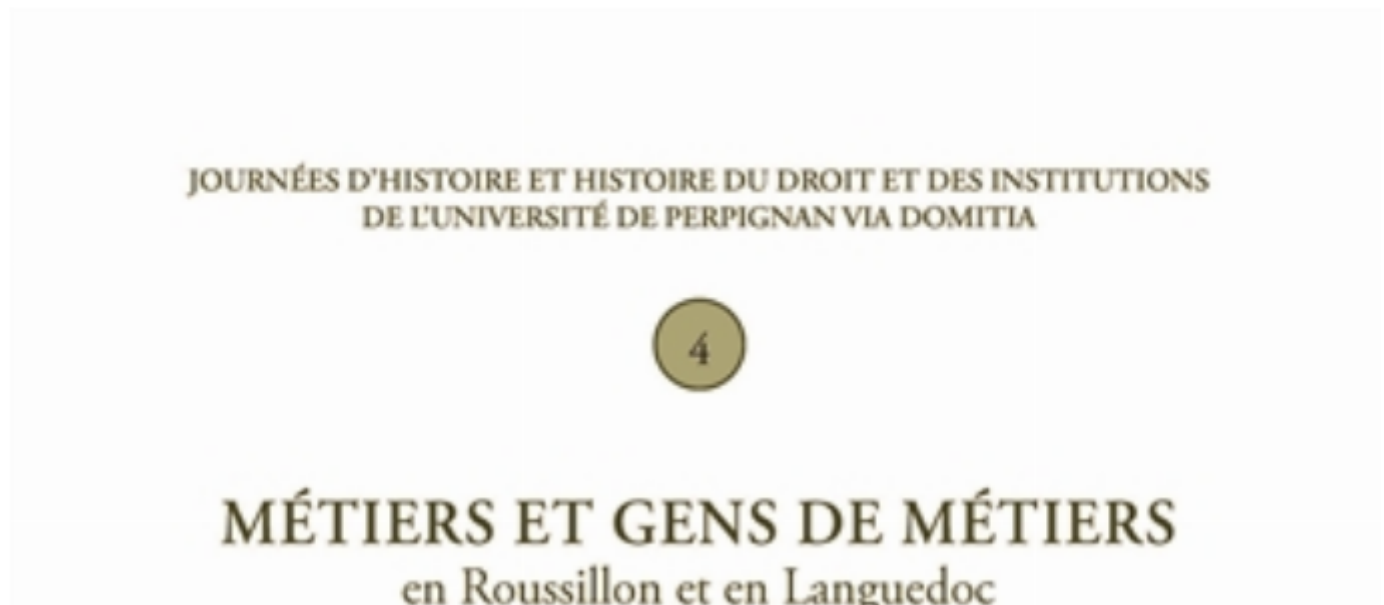 JOURNÉES D'HISTOIRE ET HISTOIRE DU DROIT ET DES INSTITUTIONS
DE L'UNIVERSITÉ DE PERPIGNAN VIA DOMITIA
4
MÉTIERS ET GENS DE MÉTIERS
en Roussillon et en Languedoc